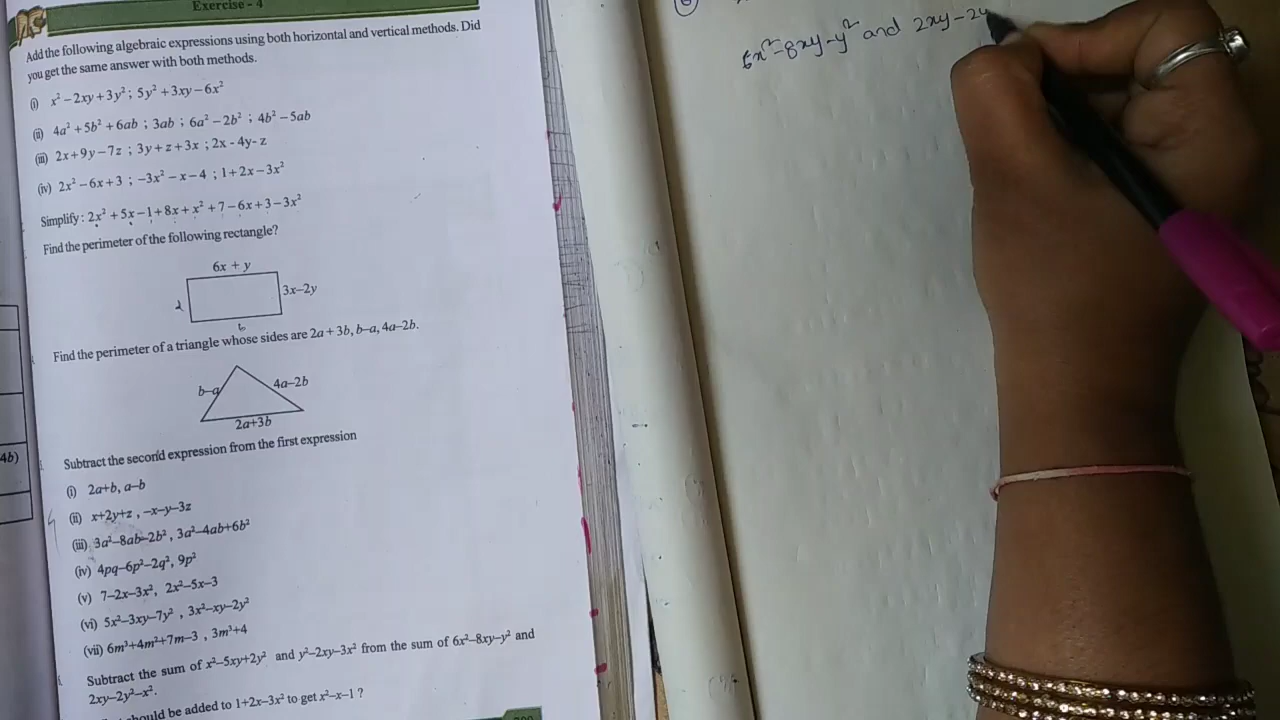 Exercise - 4
Add the following algebraic expressions using both horizontal and vertical methods. Did
you get the same answer with both methods.
(i) x²−2xy+3y² ; 5y²+3xy−6x²
(ii) 4a²+5b²+6ab ; 3ab ; 6a²−2b² ; 4b²−5ab
(iii) 2x+9y−7z ; 3y+z+3x ; 2x - 4y- z
(iv) 2x²−6x+3 ; −3x²−x−4 ; 1+2x−3x²
Simplify : 2x²+5x−1+8x+x²+7−6x+3−3x²
Find the perimeter of the following rectangle?
6x + y
3x−2y
b
Find the perimeter of a triangle whose sides are 2a + 3b, b−a, 4a−2b.
b−a
4a−2b
2a+3b
Subtract the second expression from the first expression
4b)
(i) 2a+b, a−b
(ii) x+2y+z , −x−y−3z
(iii) 3a²−8ab−2b² , 3a²−4ab+6b²
(iv) 4pq−6p²−2q², 9p²
(v) 7−2x−3x², 2x²−5x−3
(vi) 5x²−3xy−7y² , 3x²−xy−2y²
(vii) 6m³+4m²+7m−3 , 3m³+4
Subtract the sum of x²−5xy+2y² and y²−2xy−3x² from the sum of 6x²−8xy−y² and
2xy−2y²−x².
should be added to 1+2x−3x² to get x²−x−1 ?
6x²−8xy−y² and 2xy−2y